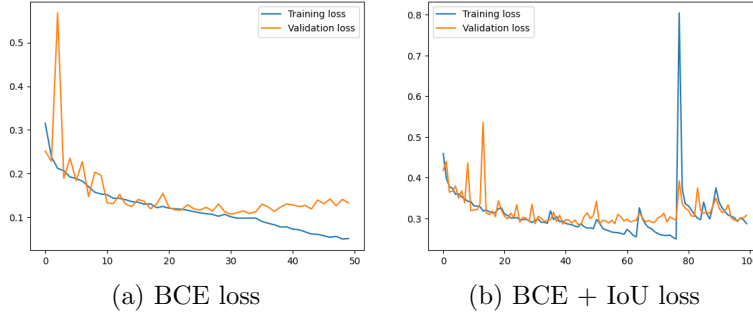 Training loss
Validation loss
0.5
0.4
0.3
0.2
0.1
0 10 20 30 40 50
(a) BCE loss
Training loss
Validation loss
0.8
0.7
0.6
0.5
0.4
0.3
0 20 40 60 80 100
(b) BCE + IoU loss